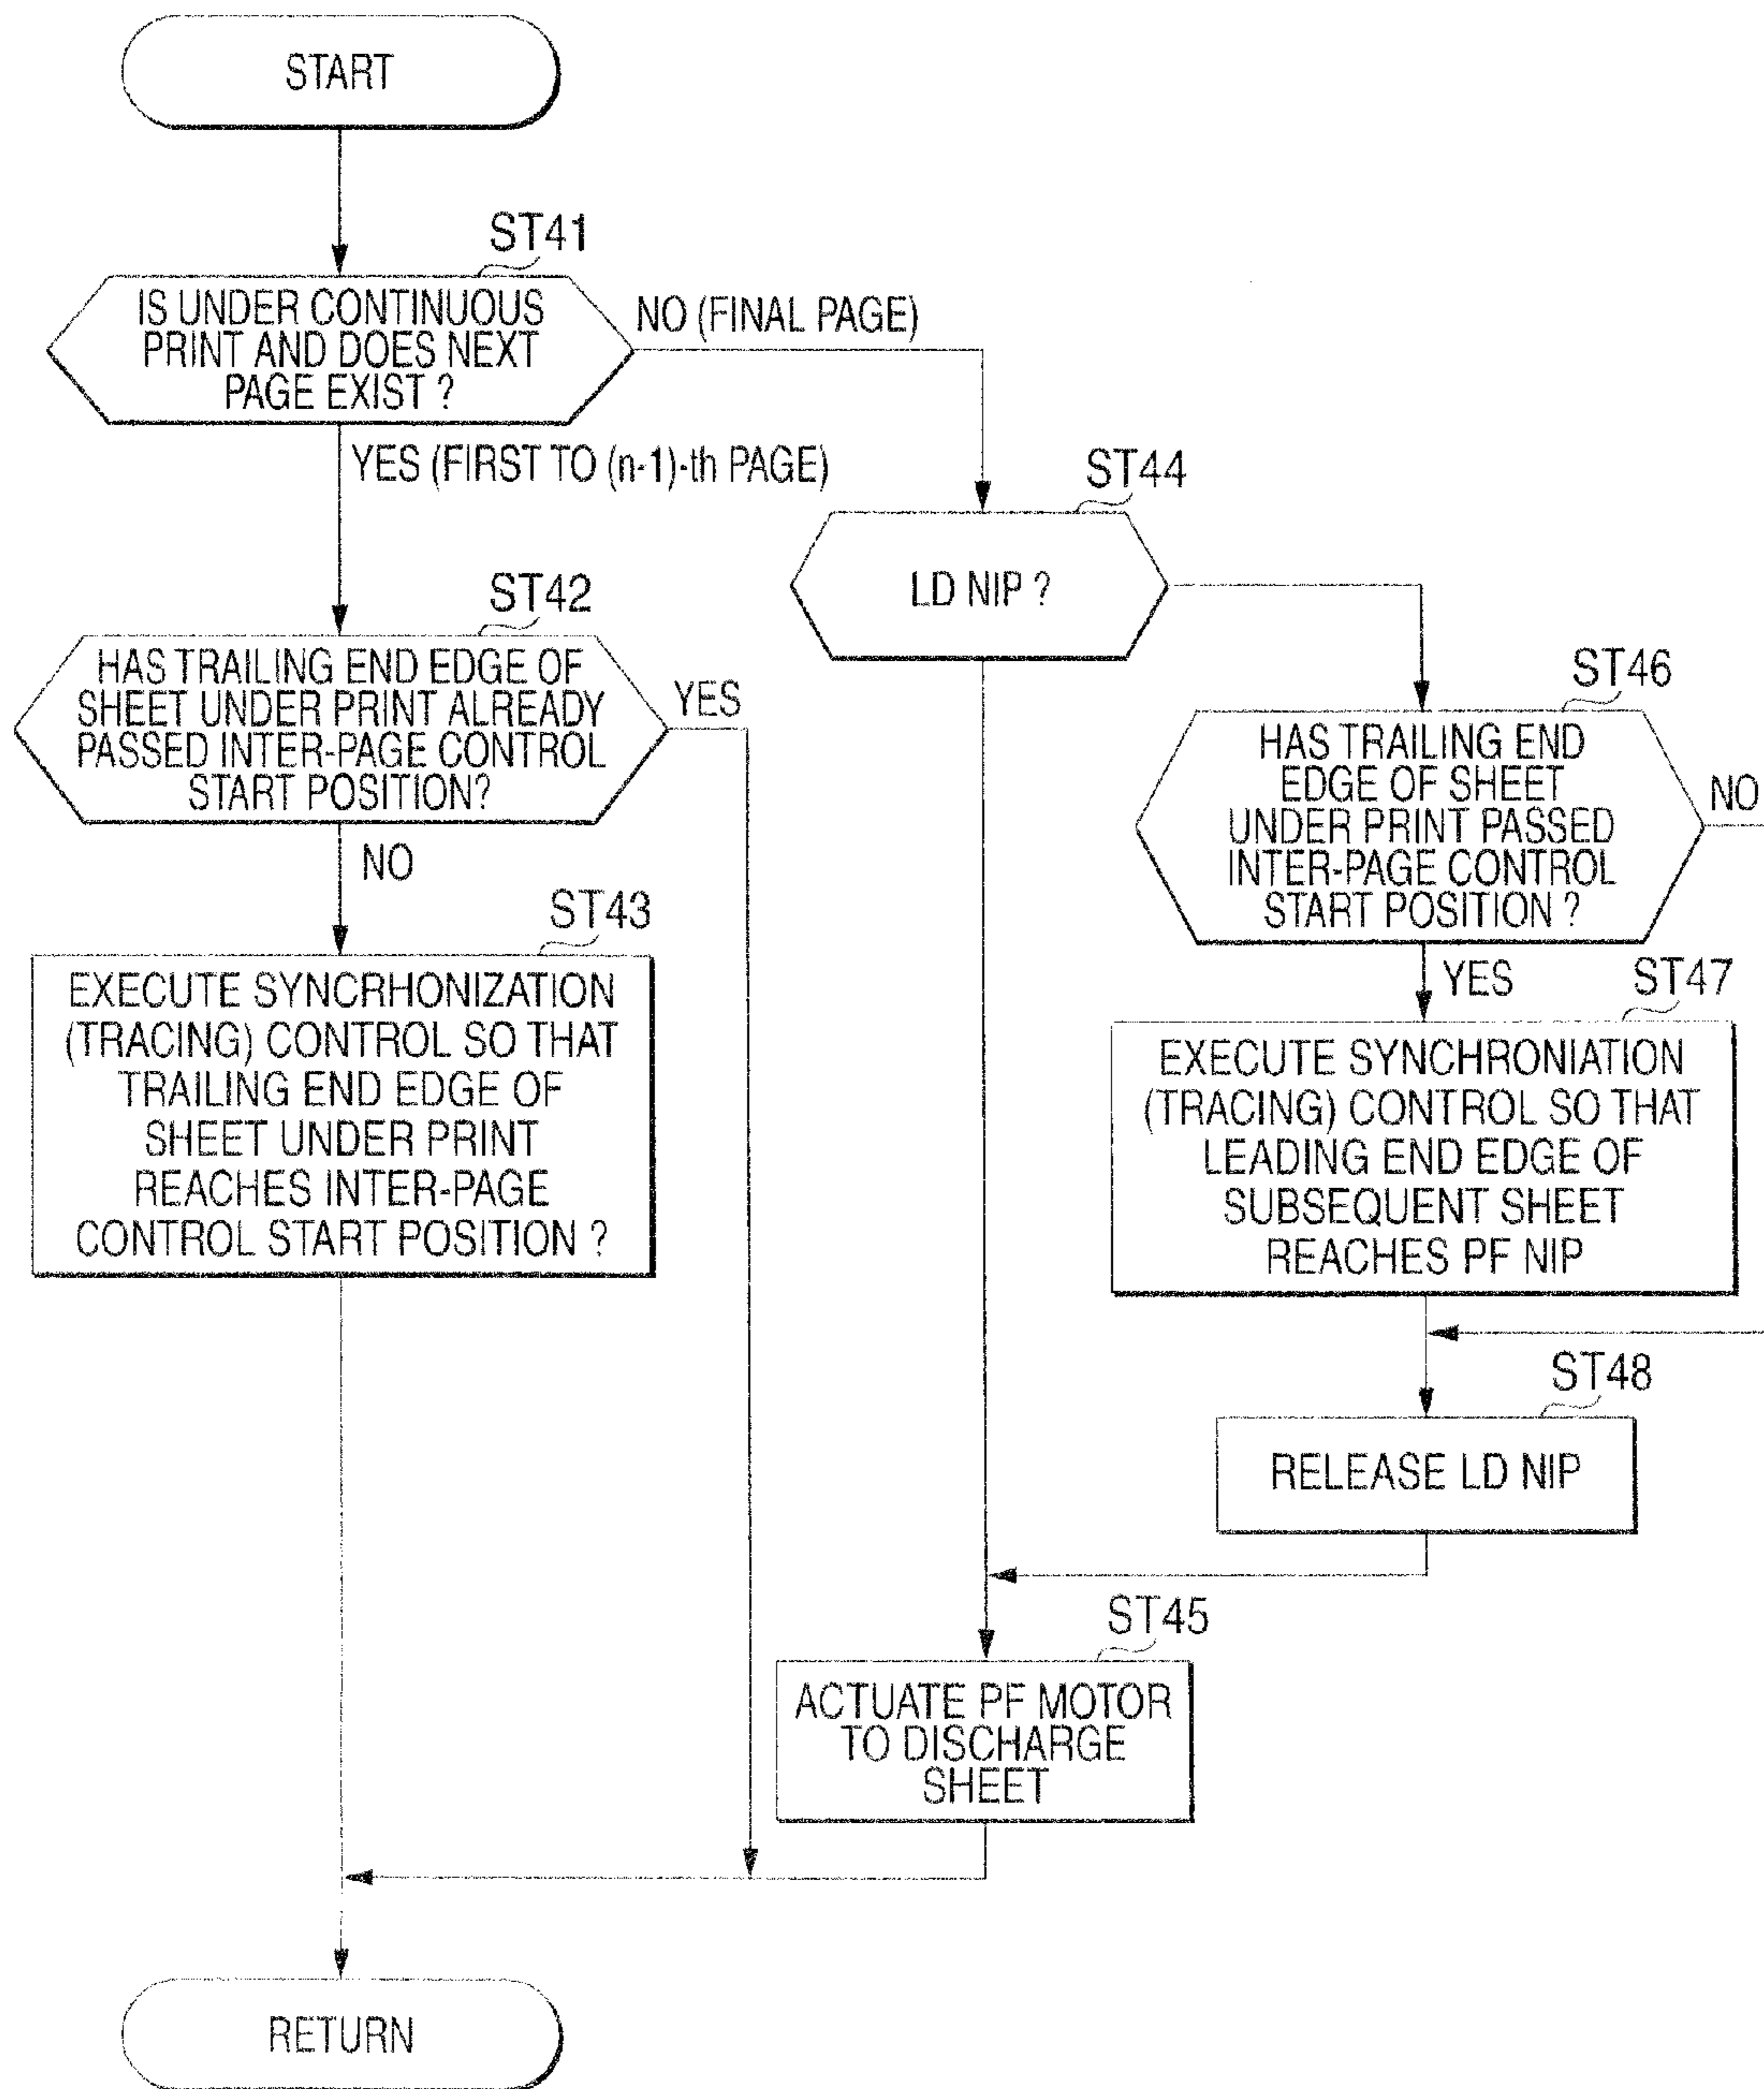 START
ST41
IS UNDER CONTINUOUS
PRINT AND DOES NEXT
PAGE EXIST ?
NO (FINAL PAGE)
YES (FIRST TO (n-1)-th PAGE)
ST44
LD NIP ?
ST42
HAS TRAILING END EDGE OF
SHEET UNDER PRINT ALREADY
PASSED INTER-PAGE CONTROL
START POSITION?
YES
NO
ST46
HAS TRAILING END
EDGE OF SHEET
UNDER PRINT PASSED
INTER-PAGE CONTROL
START POSITION ?
NO
YES
ST43
EXECUTE SYNCRHONIZATION
(TRACING) CONTROL SO THAT
TRAILING END EDGE OF
SHEET UNDER PRINT
REACHES INTER-PAGE
CONTROL START POSITION ?
ST47
EXECUTE SYNCHRONIATION
(TRACING) CONTROL SO THAT
LEADING END EDGE OF
SUBSEQUENT SHEET
REACHES PF NIP
ST48
RELEASE LD NIP
ST45
ACTUATE PF MOTOR
TO DISCHARGE
SHEET
RETURN